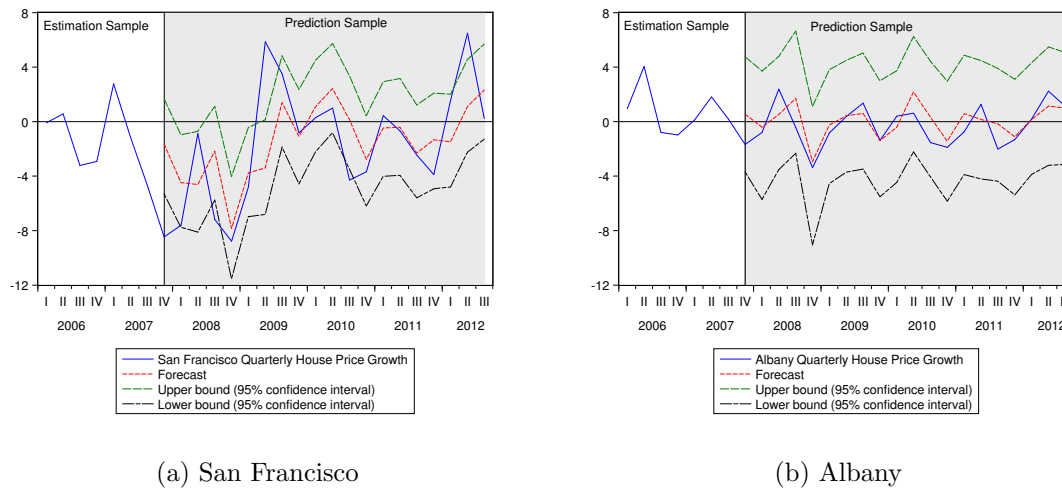 8
4
0
-4
-8
-12
Estimation Sample
Prediction Sample
I II III IV I II III IV I II III IV I II III IV I II III IV I II III IV I II III
2006 2007 2008 2009 2010 2011 2012
San Francisco Quarterly House Price Growth
Forecast
Upper bound (95% confidence interval)
Lower bound (95% confidence interval)
(a) San Francisco
8
4
0
-4
-8
-12
Estimation Sample
Prediction Sample
I II III IV I II III IV I II III IV I II III IV I II III IV I II III IV I II
2006 2007 2008 2009 2010 2011 2012
Albany Quarterly House Price Growth
Forecast
Upper bound (95% confidence interval)
Lower bound (95% confidence interval)
(b) Albany